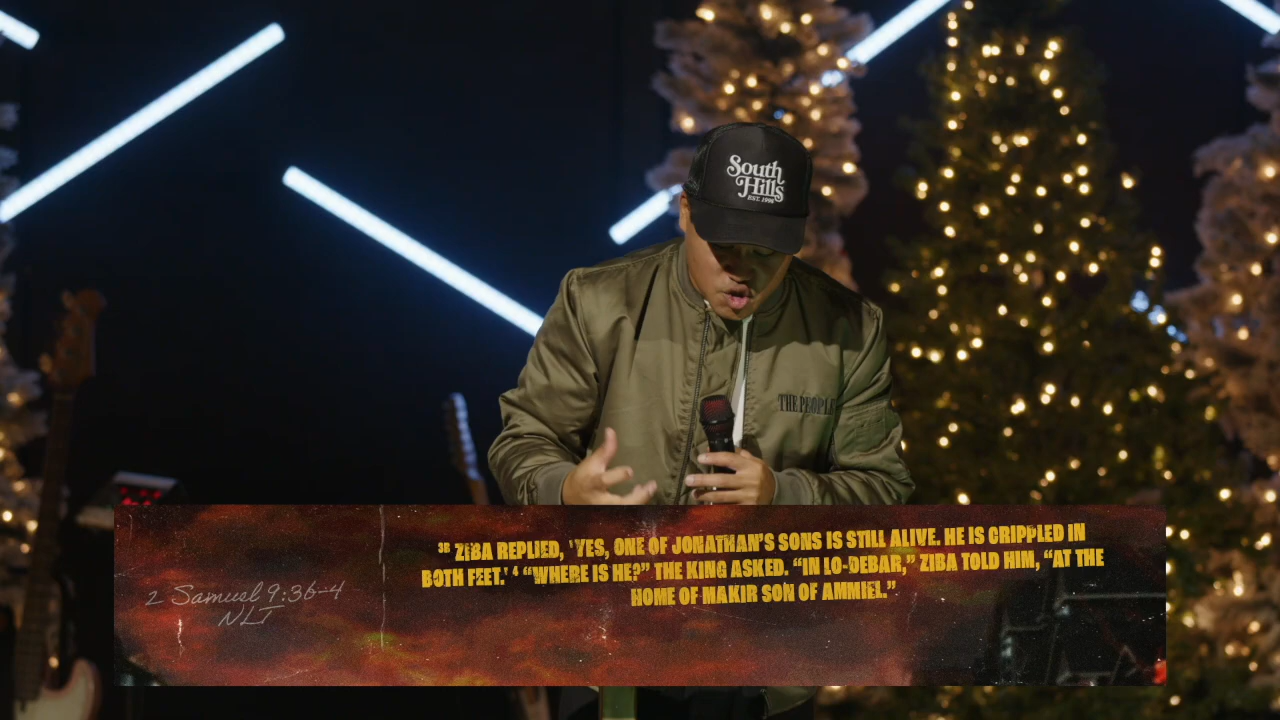 South
Hills
EST. 1996
THE PEOPLE
2 Samuel 9:3b-4
NLT
3B ZIBA REPLIED, 'YES, ONE OF JONATHAN'S SONS IS STILL ALIVE. HE IS CRIPPLED IN
BOTH FEET.' 4 “WHERE IS HE?” THE KING ASKED. “IN LO-DEBAR,” ZIBA TOLD HIM, “AT THE
HOME OF MAKIR SON OF AMMIEL.”